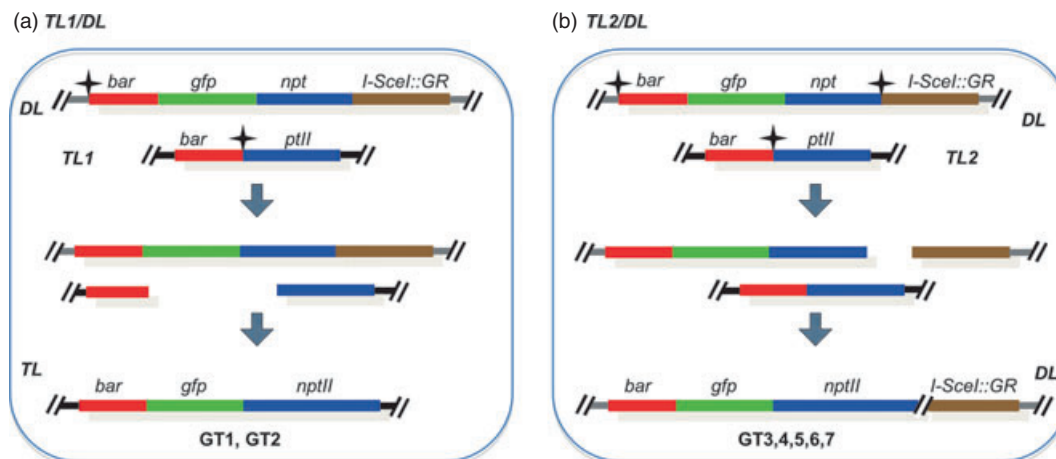 (a) TL1/DL
bar gfp npt I-SceI::GR
DL
bar ptII
TL1
TL
bar gfp nptII
GT1, GT2
(b) TL2/DL
bar gfp npt I-SceI::GR
DL
bar ptII
TL2
DL
bar gfp nptII I-SceI::GR
GT3,4,5,6,7